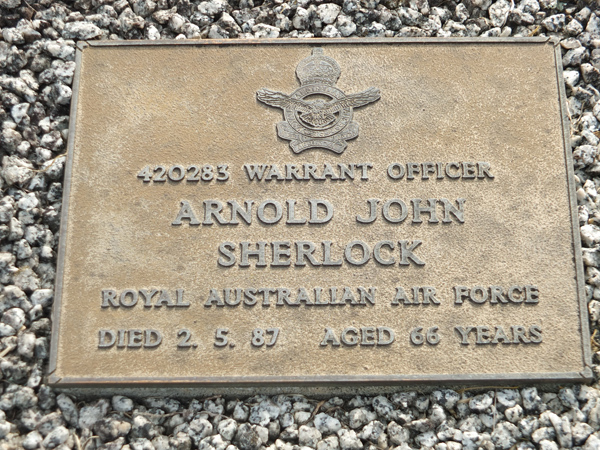 420283 WARRANT OFFICER
ARNOLD JOHN
SHERLOCK
ROYAL AUSTRALIAN AIR FORCE
DIED 2. 5. 87 AGED 66 YEARS